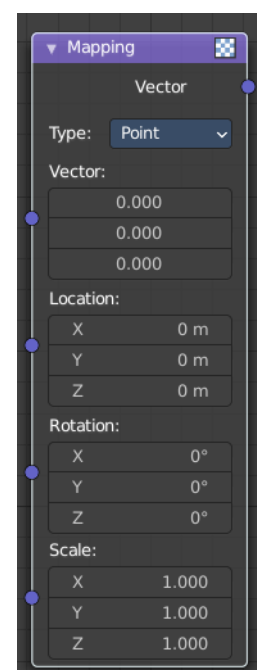 Mapping
Vector
Type: Point
Vector:
0.000
0.000
0.000
Location:
X 0 m
Y 0 m
Z 0 m
Rotation:
X 0°
Y 0°
Z 0°
Scale:
X 1.000
Y 1.000
Z 1.000